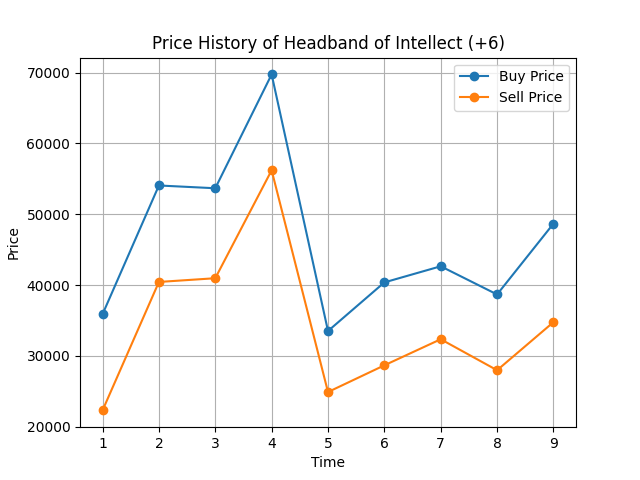 Price History of Headband of Intellect (+6)
Buy Price
Sell Price
Price
70000
60000
50000
40000
30000
20000
1 2 3 4 5 6 7 8 9
Time